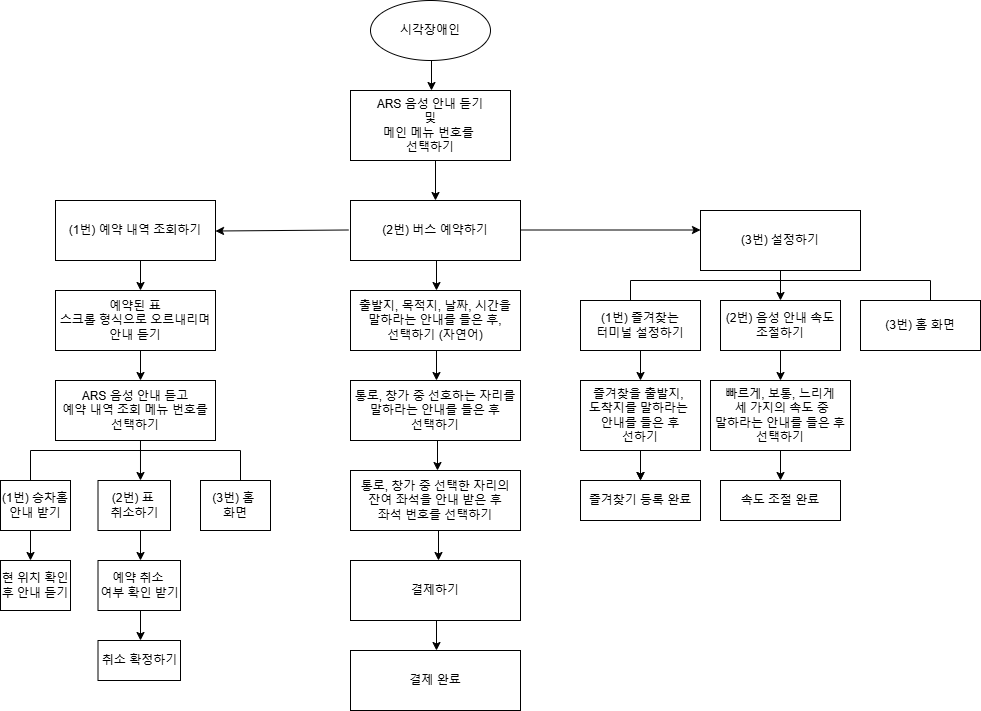 시각장애인
ARS 음성 안내 듣기
및
메인 메뉴 번호를
선택하기
(1번) 예약 내역 조회하기
(2번) 버스 예약하기
(3번) 설정하기
예약된 표
스크롤 형식으로 오르내리며
안내 듣기
ARS 음성 안내 듣고
예약 내역 조회 메뉴 번호를
선택하기
(1번) 승차홈
안내 받기
(2번) 표
취소하기
(3번) 홈
화면
현 위치 확인
후 안내 듣기
예약 취소
여부 확인 받기
취소 확정하기
출발지, 목적지, 날짜, 시간을
말하라는 안내를 들은 후,
선택하기 (자연어)
통로, 창가 중 선호하는 자리를
말하라는 안내를 들은 후
선택하기
통로, 창가 중 선택한 자리의
잔여 좌석을 안내 받은 후
좌석 번호를 선택하기
결제하기
결제 완료
(1번) 즐겨찾는
터미널 설정하기
(2번) 음성 안내 속도
조절하기
(3번) 홈 화면
즐겨찾을 출발지,
도착지를 말하라는
안내를 들은 후
선하기
빠르게, 보통, 느리게
세 가지의 속도 중
말하라는 안내를 들은 후
선택하기
즐겨찾기 등록 완료
속도 조절 완료